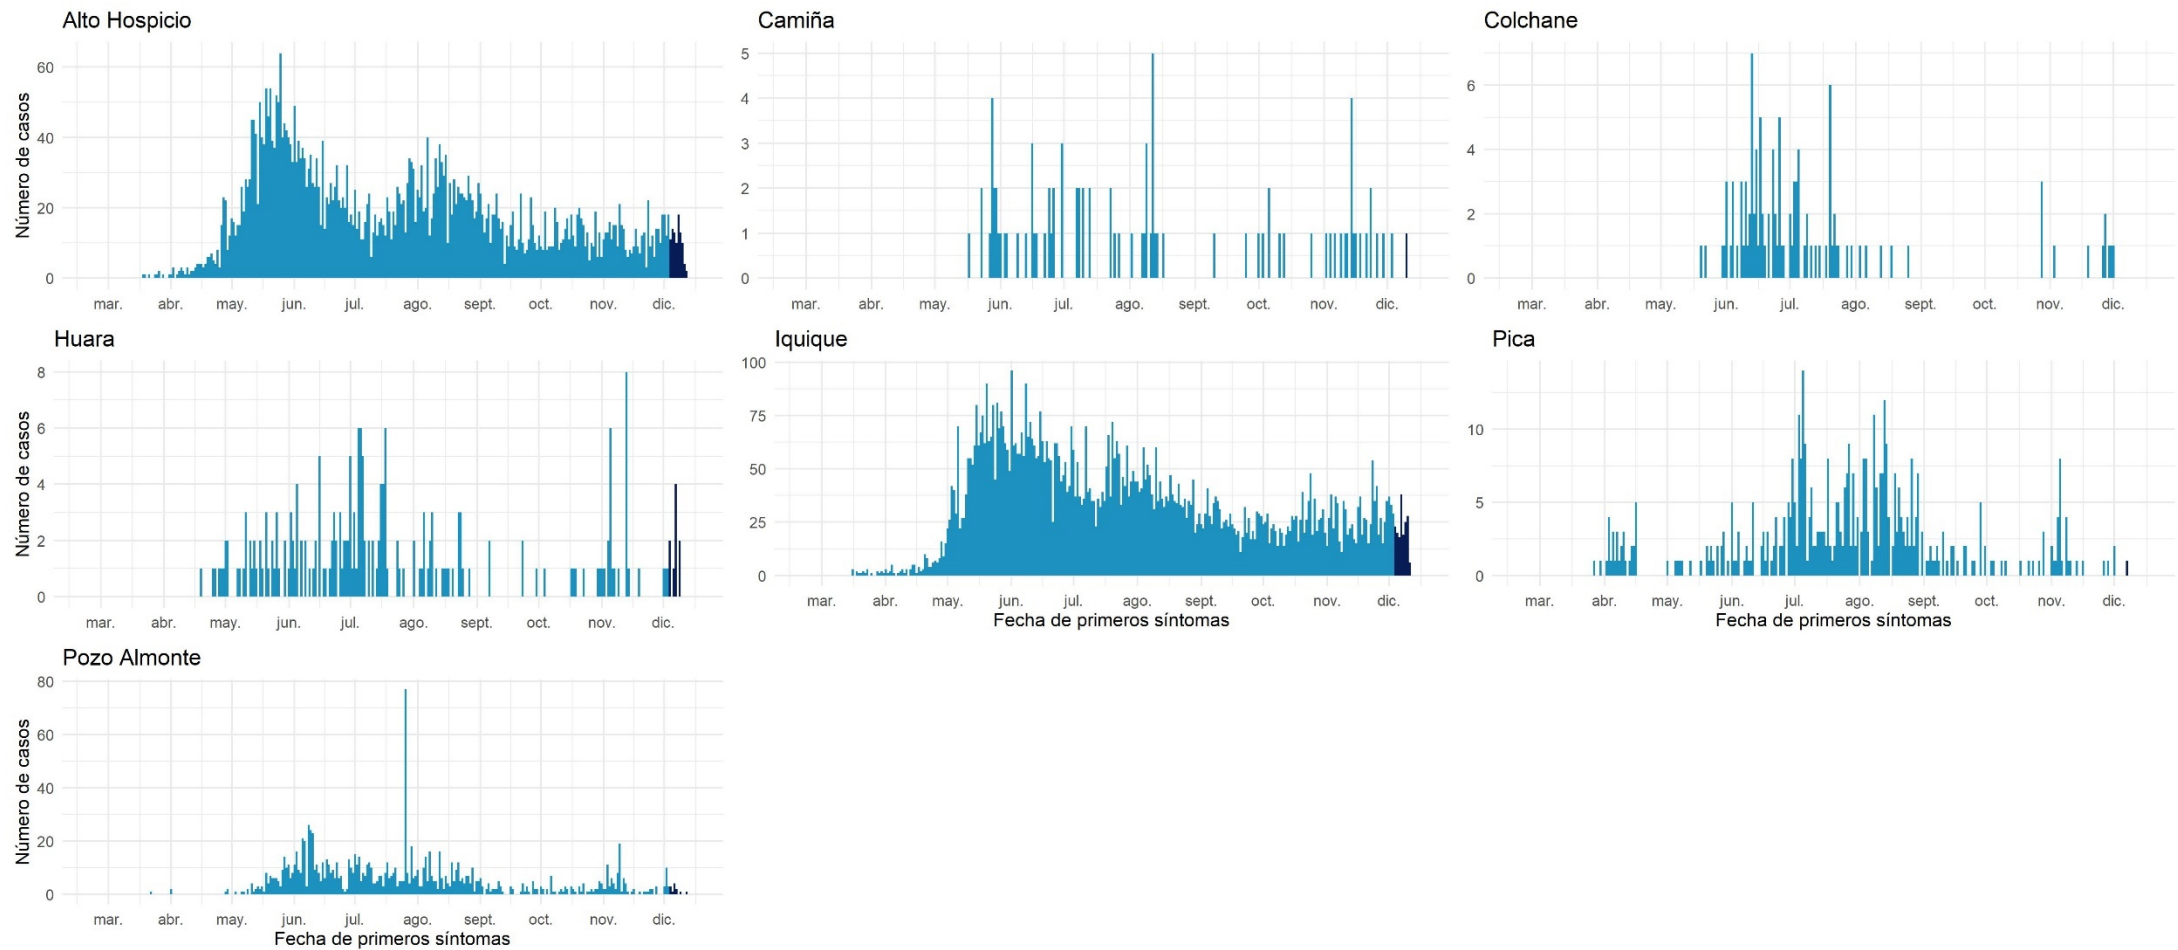 Alto Hospicio
Número de casos
60
40
20
0
mar. abr. may. jun. jul. ago. sept. oct. nov. dic.
Camiña
5
4
3
2
1
0
mar. abr. may. jun. jul. ago. sept. oct. nov. dic.
Colchane
6
4
2
0
mar. abr. may. jun. jul. ago. sept. oct. nov. dic.
Huara
Número de casos
8
6
4
2
0
mar. abr. may. jun. jul. ago. sept. oct. nov. dic.
Iquique
100
75
50
25
0
mar. abr. may. jun. jul. ago. sept. oct. nov. dic.
Fecha de primeros síntomas
Pica
10
5
0
mar. abr. may. jun. jul. ago. sept. oct. nov. dic.
Fecha de primeros síntomas
Pozo Almonte
Número de casos
80
60
40
20
0
mar. abr. may. jun. jul. ago. sept. oct. nov. dic.
Fecha de primeros síntomas